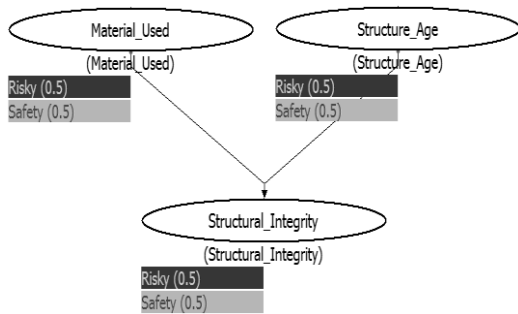 Material_Used
(Material_Used)
Risky (0.5)
Safety (0.5)
Structure_Age
(Structure_Age)
Risky (0.5)
Safety (0.5)
Structural_Integrity
(Structural_Integrity)
Risky (0.5)
Safety (0.5)